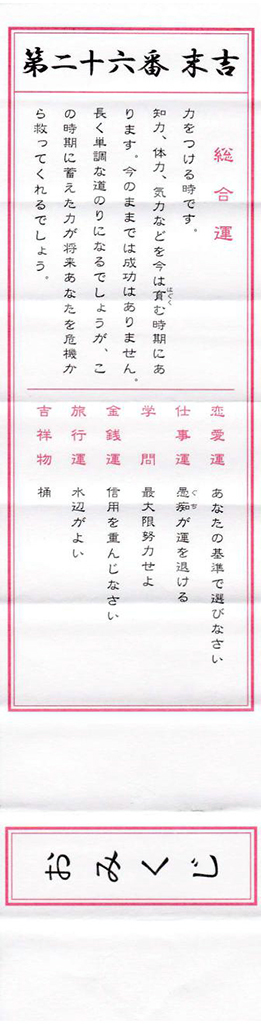 第二十六番 末吉
総合運
力をつける時です。
知力、体力、気力などを今は育む時期にあ
ります。今のままでは成功はありません。
長く単調な道のりになるでしょうが、こ
の時期に蓄えた力が将来あなたを危機か
ら救ってくれるでしょう。
恋愛運 あなたの基準で選びなさい
仕事運 愚痴が運を退ける
学問 最大限努力せよ
金銭運 信用を重んじなさい
旅行運 水辺がよい
吉祥物 桶
おみくじ